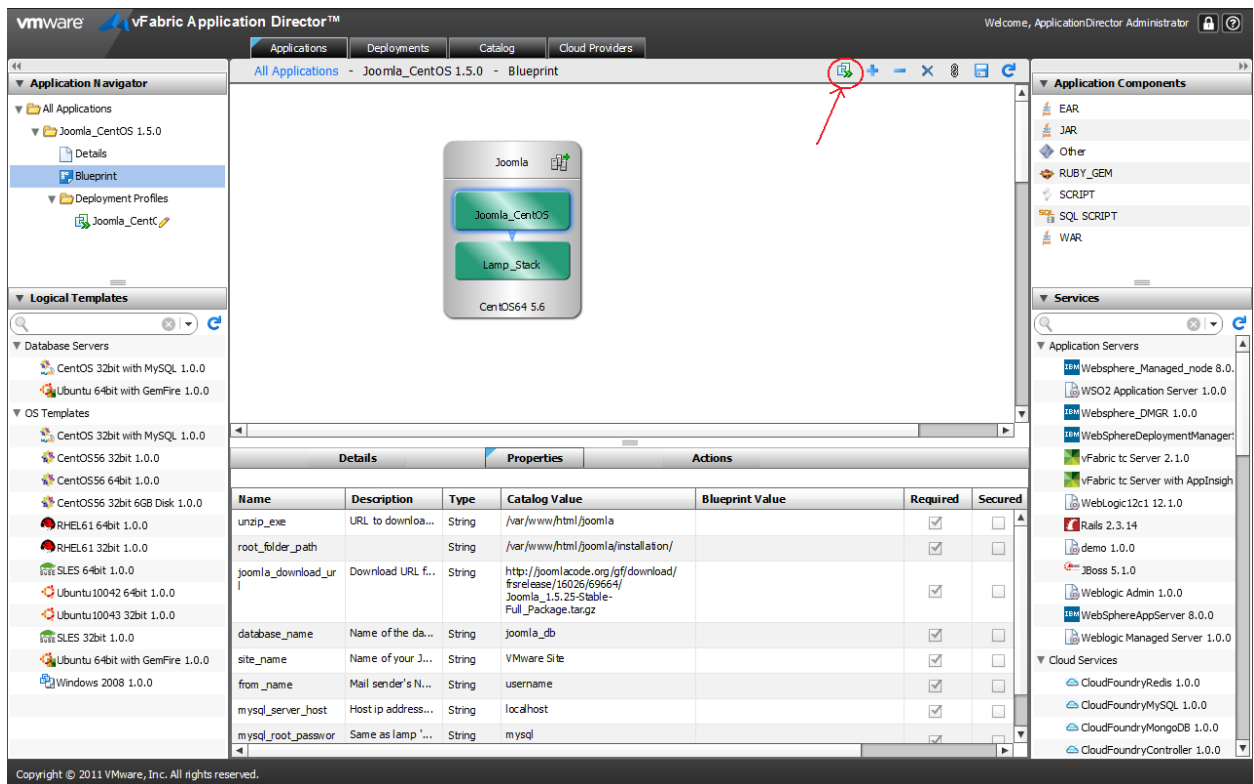 vmware vFabric Application Director™
Welcome, ApplicationDirector Administrator
Applications Deployments Catalog Cloud Providers
All Applications - Joomla_CentOS 1.5.0 - Blueprint
Application Navigator
All Applications
Joomla_CentOS 1.5.0
Details
Blueprint
Deployment Profiles
Joomla_CentC
Logical Templates
Database Servers
CentOS 32bit with MySQL 1.0.0
Ubuntu 64bit with GemFire 1.0.0
OS Templates
CentOS 32bit with MySQL 1.0.0
CentOS56 32bit 1.0.0
CentOS56 64bit 1.0.0
CentOS56 32bit 6GB Disk 1.0.0
RHEL61 64bit 1.0.0
RHEL61 32bit 1.0.0
SLES 64bit 1.0.0
Ubuntu10042 64bit 1.0.0
Ubuntu10043 32bit 1.0.0
SLES 32bit 1.0.0
Ubuntu 64bit with GemFire 1.0.0
Windows 2008 1.0.0
Joomla
Joomla_CentOS
Lamp_Stack
CentOS64 5.6
Details Properties Actions
Name Description Type Catalog Value Blueprint Value Required Secured
unzip_exe URL to downloa... String /var/www/html/joomla
root_folder_path String /var/www/html/joomla/installation/
joomla_download_ur Download URL f... String http://joomlacode.org/gf/download/
l frsrelease/16026/69664/
Joomla_1.5.25-Stable-
Full_Package.tar.gz
database_name Name of the da... String joomla_db
site_name Name of your J... String VMware Site
from_name Mail sender's N... String username
mysql_server_host Host ip address... String localhost
mysql_root_passwor Same as lamp '... String mysql
Application Components
EAR
JAR
Other
RUBY_GEM
SCRIPT
SQL SCRIPT
WAR
Services
Application Servers
IBM Websphere_Managed_node 8.0.
WSO2 Application Server 1.0.0
IBM Websphere_DMGR 1.0.0
IBM WebSphereDeploymentManager
vFabric tc Server 2.1.0
vFabric tc Server with AppInsigh
WebLogic12c1 12.1.0
Rails 2.3.14
demo 1.0.0
JBoss 5.1.0
Weblogic Admin 1.0.0
IBM WebSphereAppServer 8.0.0
Weblogic Managed Server 1.0.0
Cloud Services
CloudFoundryRedis 1.0.0
CloudFoundryMySQL 1.0.0
CloudFoundryMongoDB 1.0.0
CloudFoundryController 1.0.0
Copyright © 2011 VMware, Inc. All rights reserved.